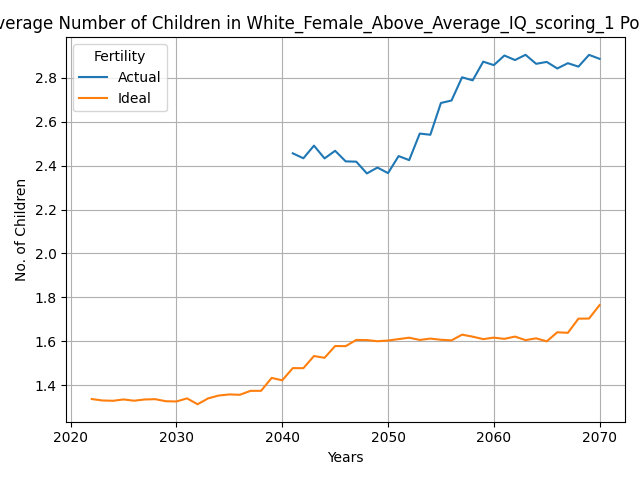 verage Number of Children in White_Female_Above_Average_IQ_scoring_1 Po
Fertility
Actual
Ideal
No. of Children
2.8
2.6
2.4
2.2
2.0
1.8
1.6
1.4
2020 2030 2040 2050 2060 2070
Years